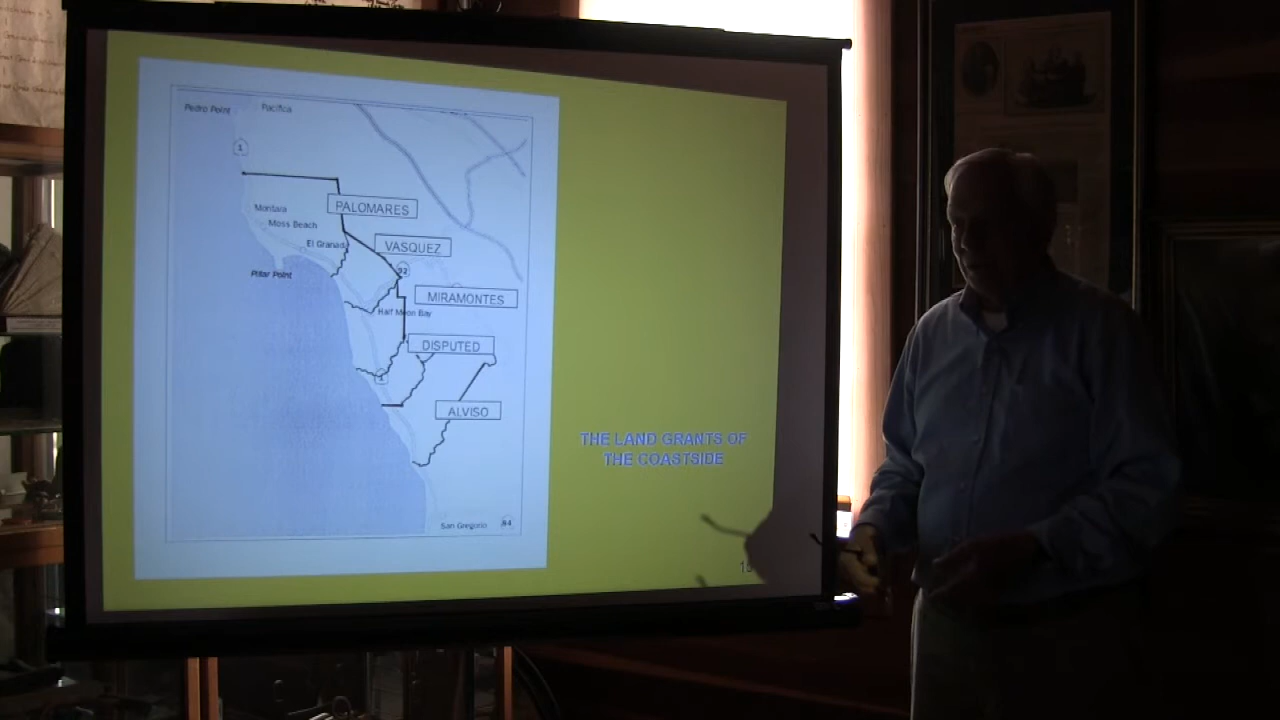 Pedro Point
Pacifica
1
PALOMARES
Montara
Moss Beach
VASQUEZ
El Granada
92
Pillar Point
MIRAMONTES
Half Moon Bay
DISPUTED
1
ALVISO
THE LAND GRANTS OF
THE COASTSIDE
San Gregorio 84